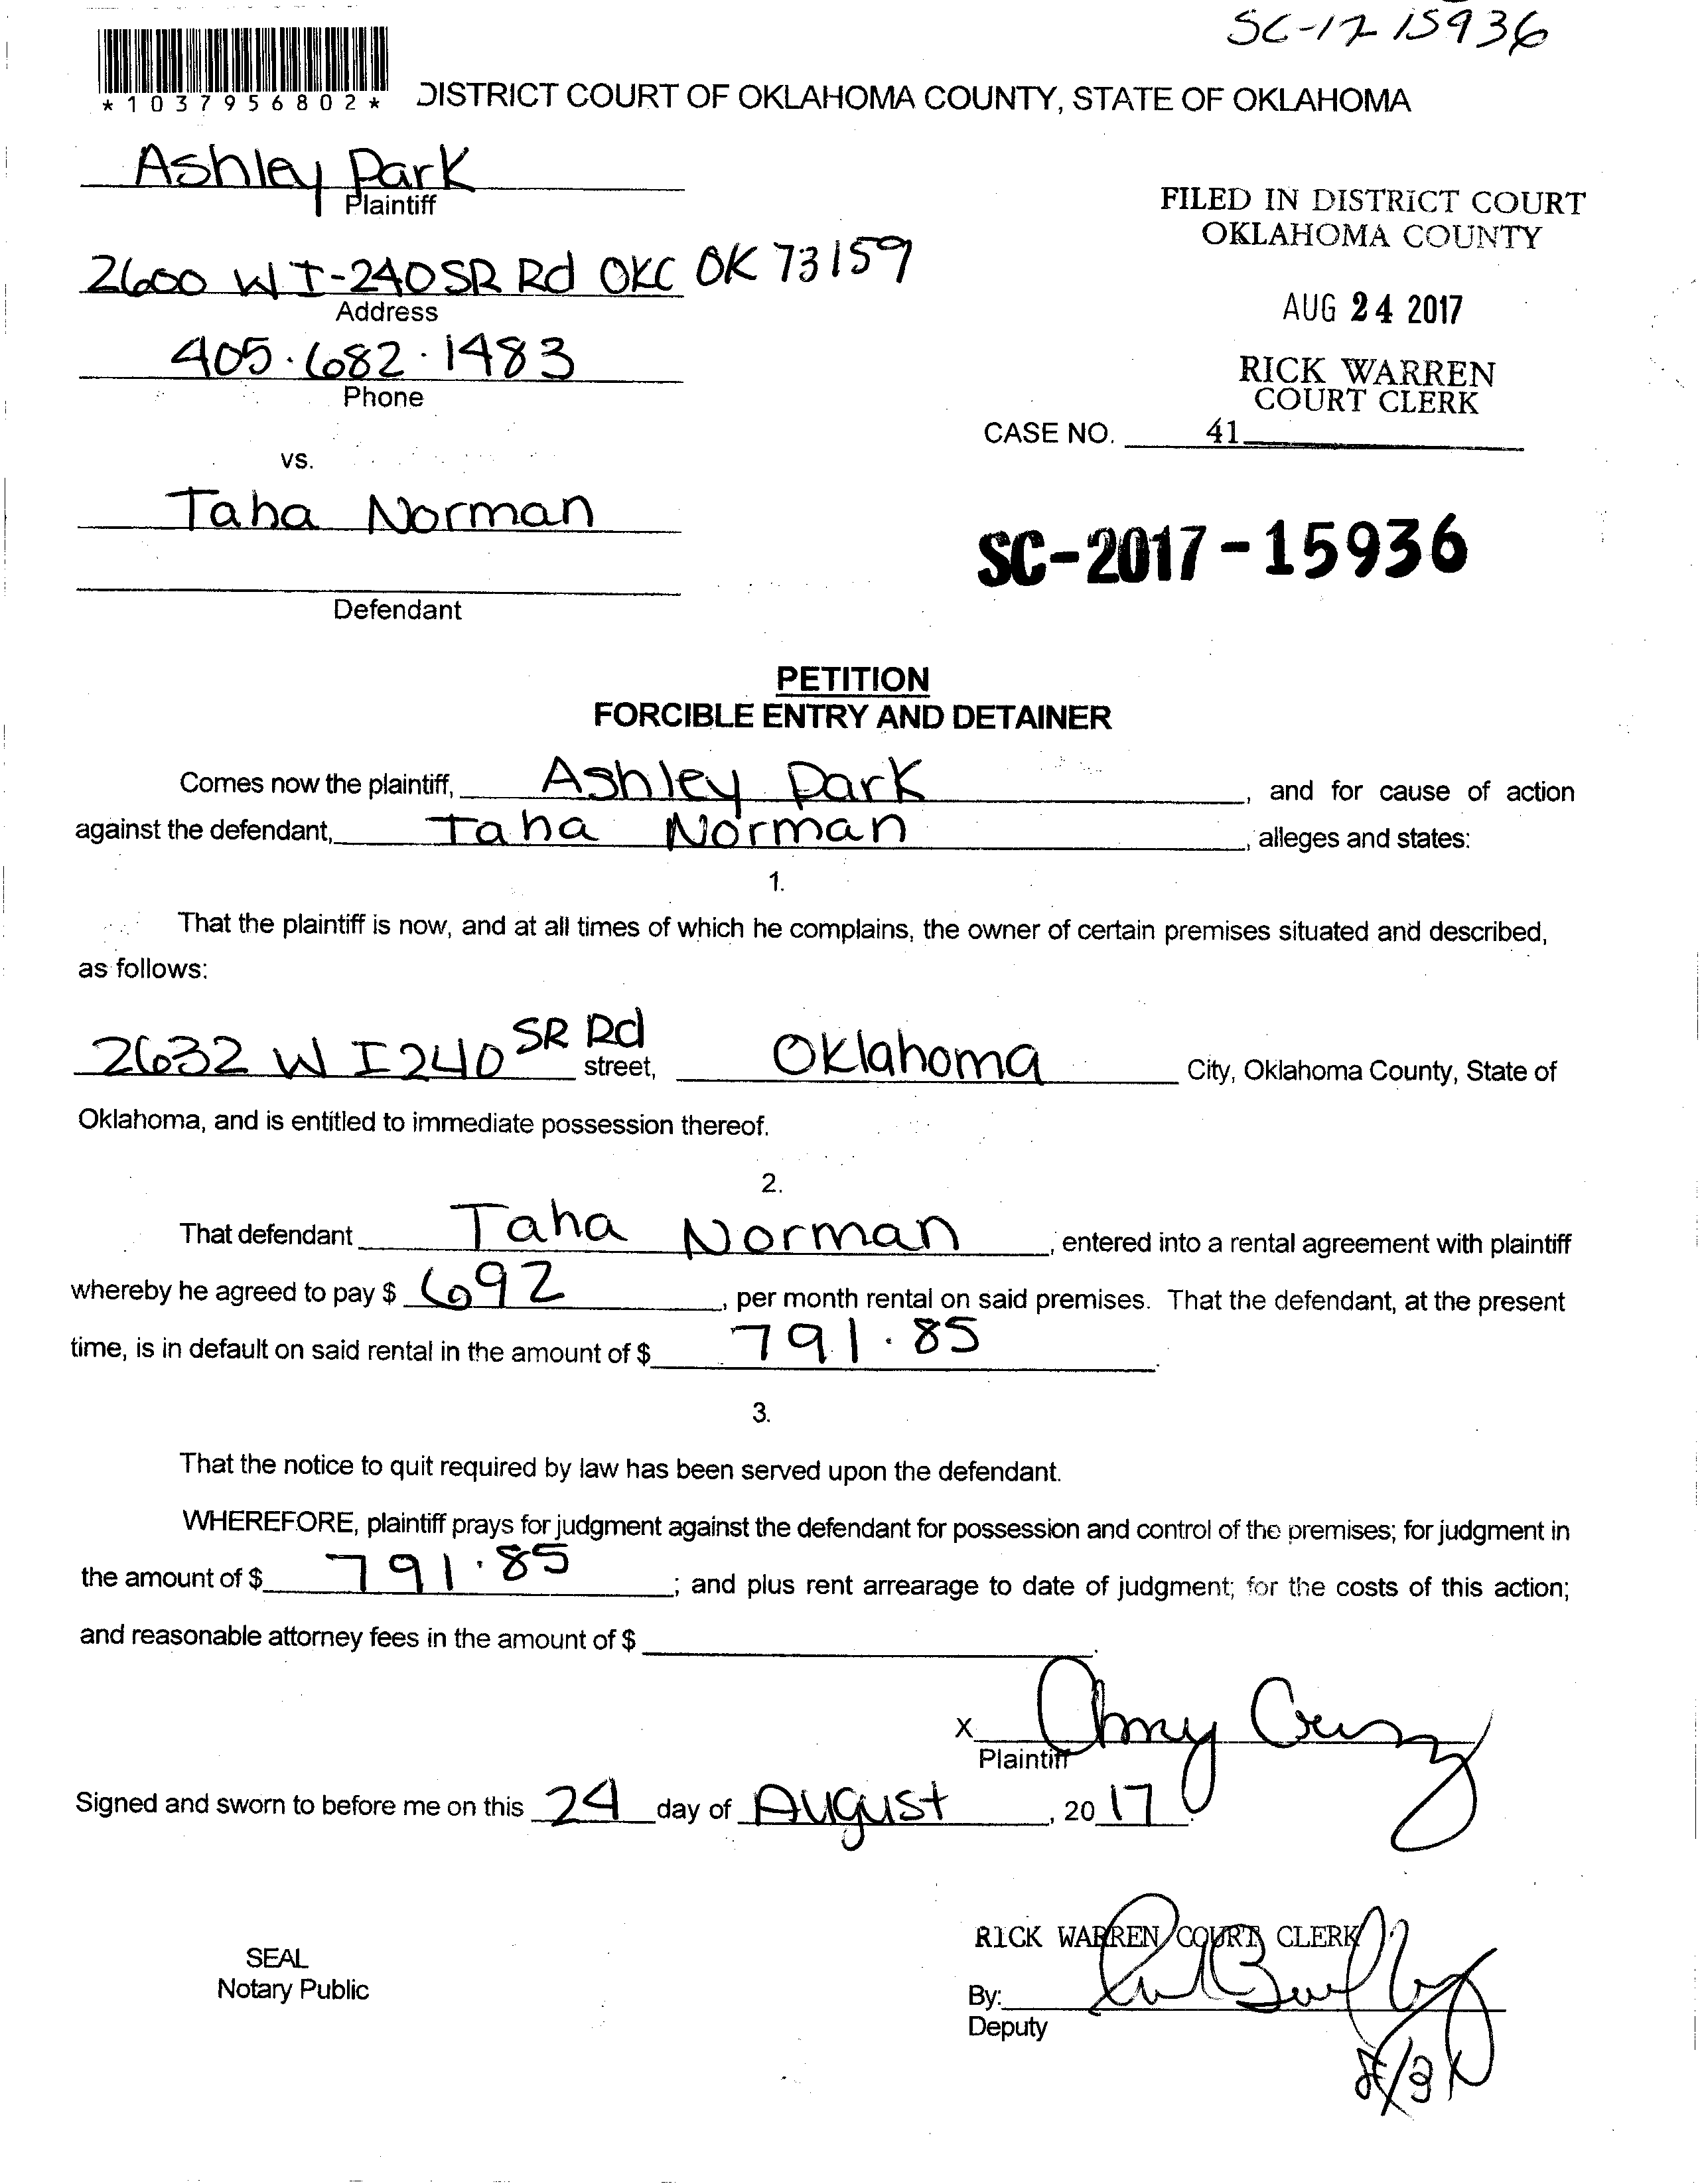 SC-17 15936
*1037956802*
DISTRICT COURT OF OKLAHOMA COUNTY, STATE OF OKLAHOMA
Ashley Park
Plaintiff
FILED IN DISTRICT COURT
OKLAHOMA COUNTY
2600 W I-240 SR Rd OKC OK 73159
Address
AUG 24 2017
405.682.1483
Phone
RICK WARREN
COURT CLERK
CASE NO. 41
vs.
Taha Norman
SC-2017-15936
Defendant
PETITION
FORCIBLE ENTRY AND DETAINER
Comes now the plaintiff, Ashley Park, and for cause of action
against the defendant, Taha Norman, alleges and states:
1.
That the plaintiff is now, and at all times of which he complains, the owner of certain premises situated and described,
as follows:
2632 W I240 SR Rd street, Oklahoma City, Oklahoma County, State of
Oklahoma, and is entitled to immediate possession thereof.
2.
That defendant Taha Norman, entered into a rental agreement with plaintiff
whereby he agreed to pay $ 692, per month rental on said premises. That the defendant, at the present
time, is in default on said rental in the amount of $ 791.85.
3.
That the notice to quit required by law has been served upon the defendant.
WHEREFORE, plaintiff prays for judgment against the defendant for possession and control of the premises; for judgment in
the amount of $ 791.85; and plus rent arrearage to date of judgment; for the costs of this action;
and reasonable attorney fees in the amount of $ .
X
Plaintiff
Signed and sworn to before me on this 24 day of August, 2017.
RICK WARREN COURT CLERK
SEAL
Notary Public
By:
Deputy